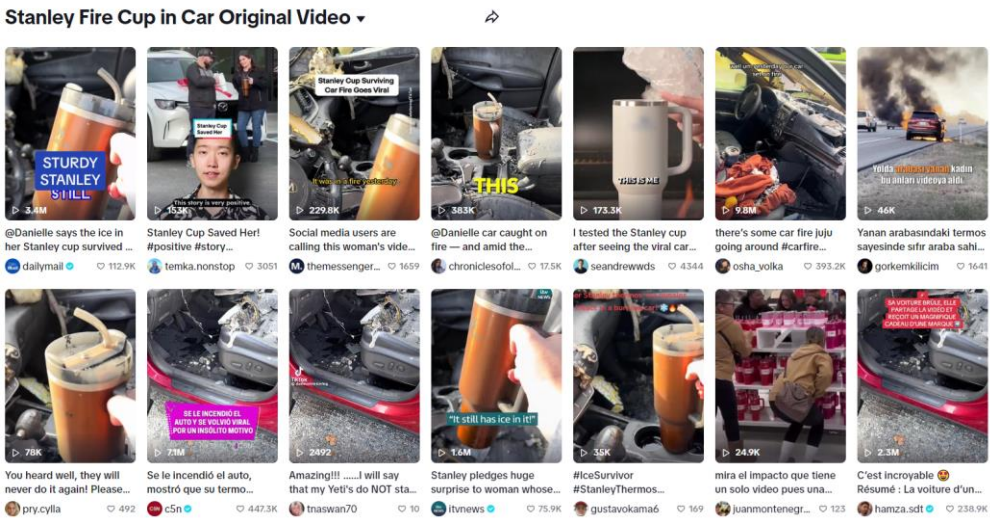 Stanley Fire Cup in Car Original Video
STURDY
STANLEY
STILL
3.4M
Stanley Cup
Saved Her
This story is very positive.
153K
Stanley Cup Surviving
Car Fire Goes Viral
It was in a fire yesterday
229.8K
THIS
383K
THIS IS ME
173.3K
9.8M
Yolda arabası yanan kadın
bu anları videoya aldı.
46K
@Danielle says the ice in
her Stanley cup survived ...
dailymail 112.9K
Stanley Cup Saved Her!
#positive #story...
temka.nonstop 3051
Social media users are
calling this woman's vide...
themessenger... 1659
@Danielle car caught on
fire — and amid the...
chroniclesofol... 17.5K
I tested the Stanley cup
after seeing the viral car...
seandrewwds 4344
there's some car fire juju
going around #carfire...
osha_volka 393.2K
Yanan arabasındaki termos
sayesinde sıfır araba sahi...
gorkemkilicim 1641
78K
SE LE INCENDIÓ EL
AUTO Y SE VOLVIÓ VIRAL
POR UN INSÓLITO MOTIVO
7.1M
TikTok
2492
itv
NEWS
"It still has ice in it!"
1.6M
35K
24.9K
SA VOITURE BRÛLE, ELLE
PARTAGE LA VIDÉO ET
REÇOIT UN MAGNIFIQUE
CADEAU D'UNE MARQUE
2.3M
You heard well, they will
never do it again! Please...
pry.cylla 492
Se le incendió el auto,
mostró que su termo...
c5n 447.3K
Amazing!!! ......I will say
that my Yeti's do NOT sta...
tnaswan70 10
Stanley pledges huge
surprise to woman whose...
itvnews 75.9K
#IceSurvivor
#StanleyThermos...
gustavokama6 169
mira el impacto que tiene
un solo video pues una...
juanmontenegr... 123
C'est incroyable
Résumé : La voiture d'un...
hamza.sdt 238.9K